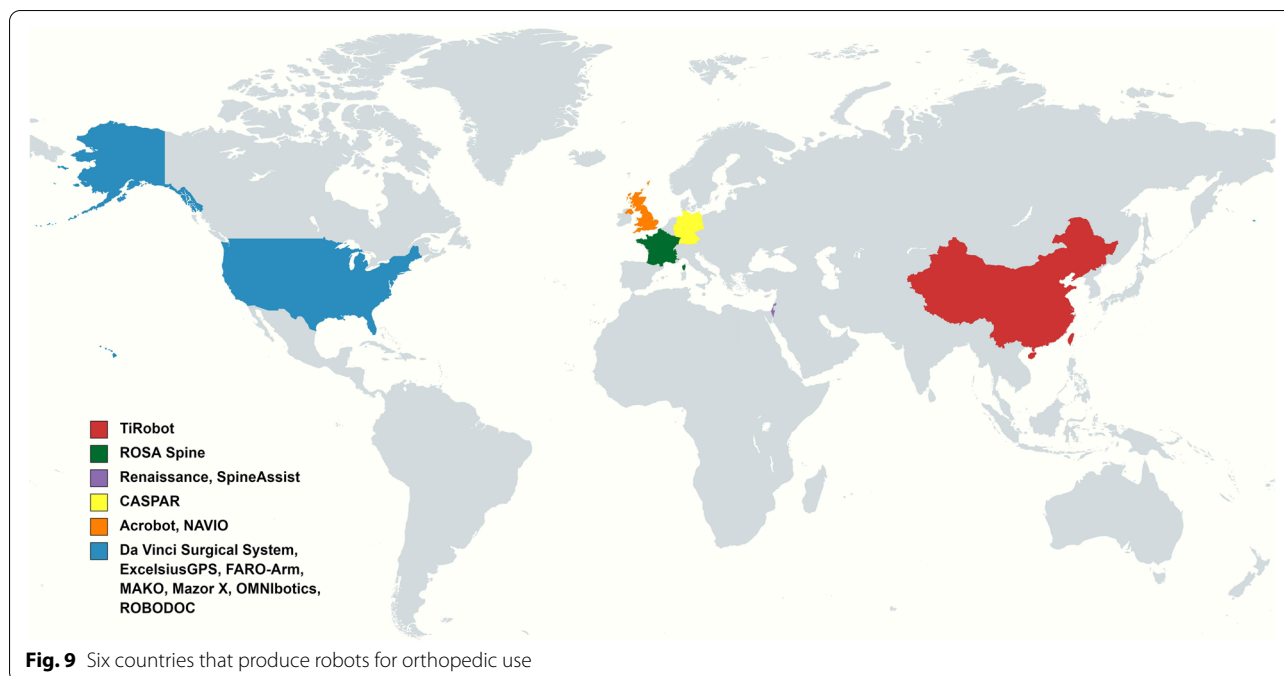 TiRobot
ROSA Spine
Renaissance, SpineAssist
CASPAR
Acrobot, NAVIO
Da Vinci Surgical System,
ExcelsiusGPS, FARO-Arm,
MAKO, Mazor X, OMNIbotics,
ROBODOC
Fig. 9 Six countries that produce robots for orthopedic use